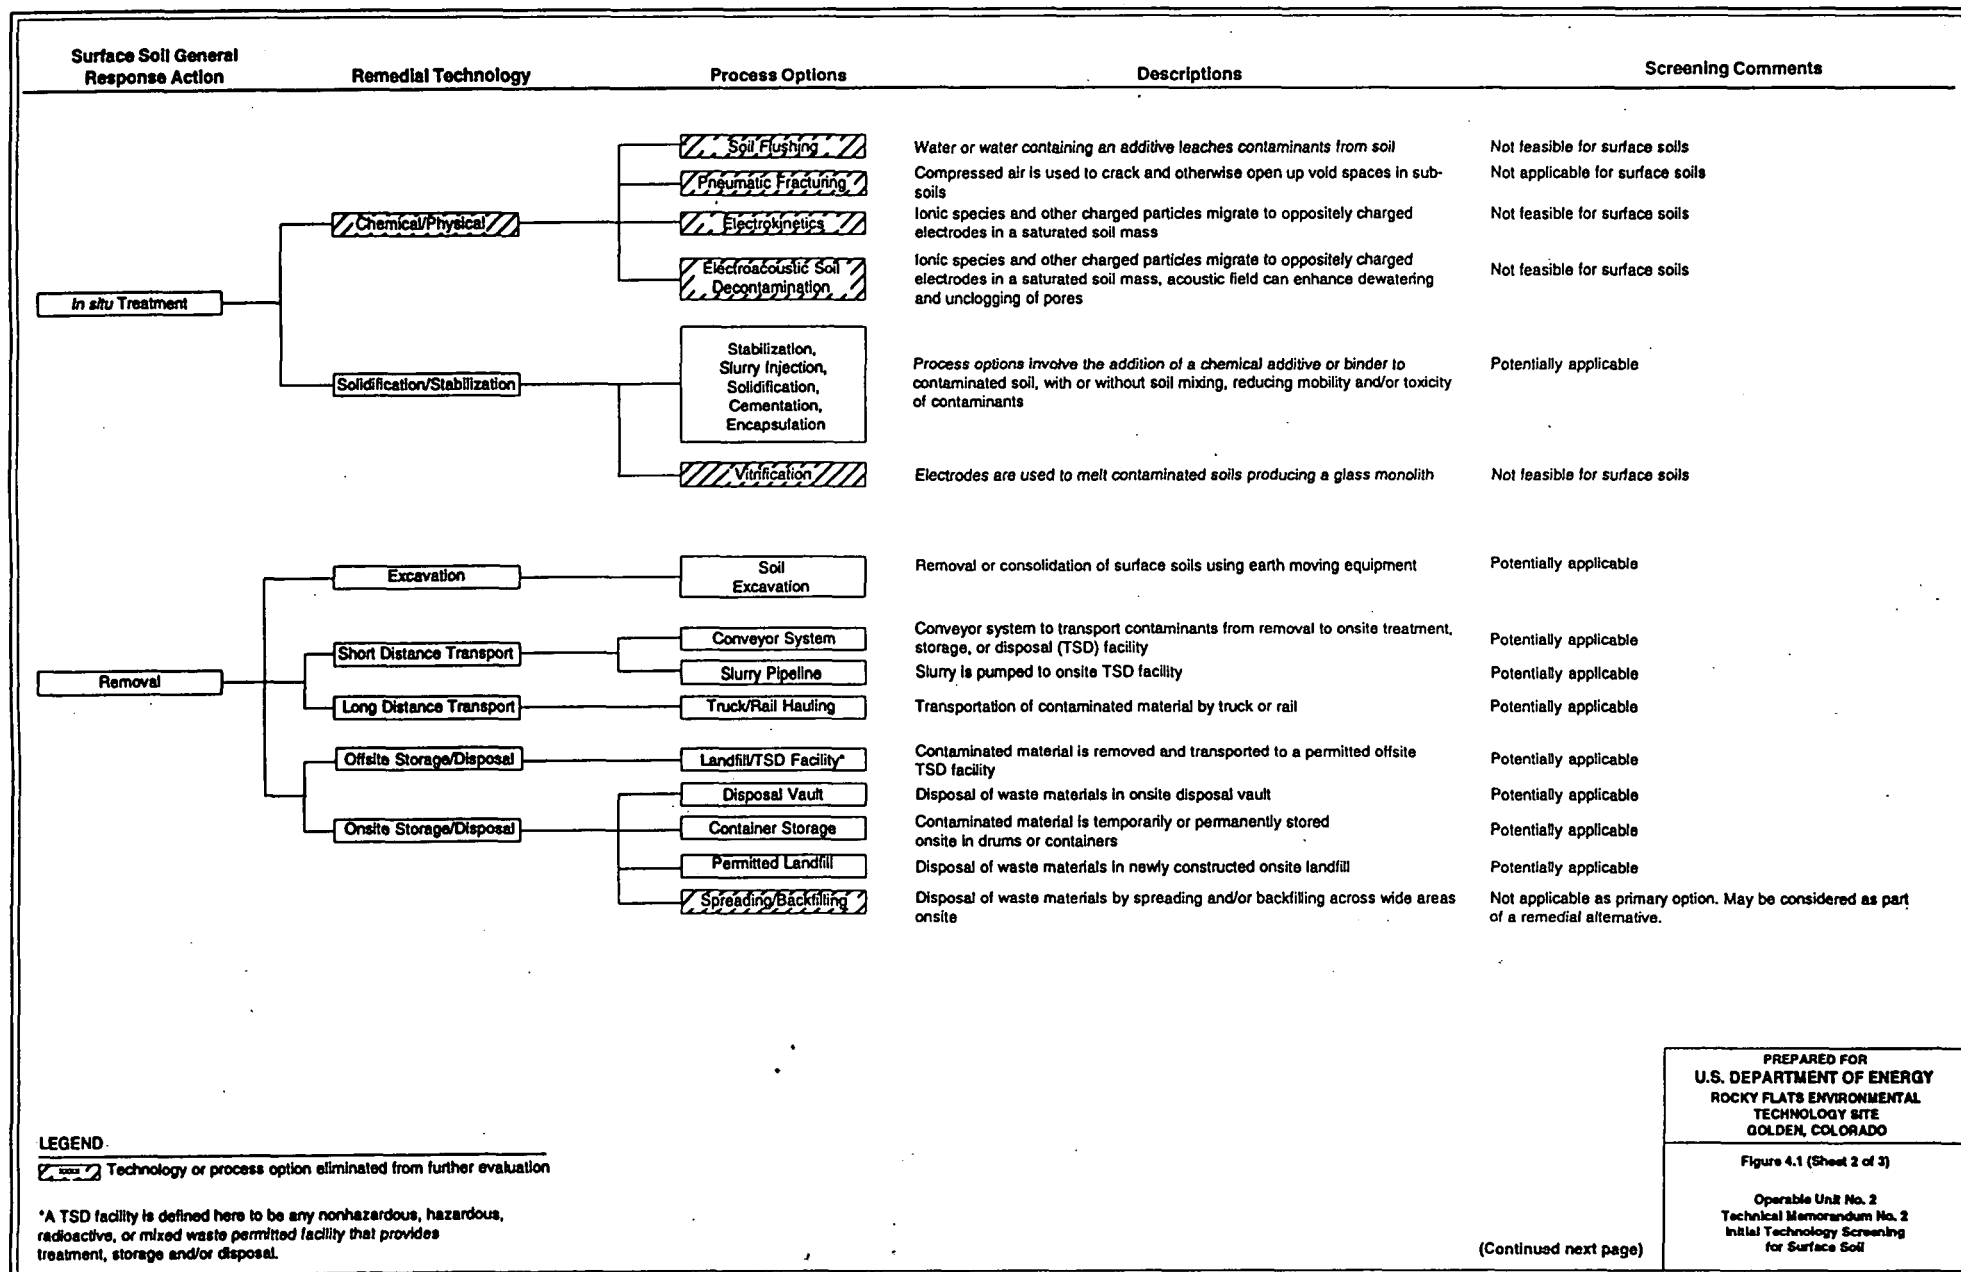 Surface Soil General
Response Action
Remedial Technology
Process Options
Descriptions
Screening Comments
Soil Flushing
Water or water containing an additive leaches contaminants from soil
Not feasible for surface soils
Pneumatic Fracturing
Compressed air is used to crack and otherwise open up void spaces in sub-
soils
Not applicable for surface soils
Chemical/Physical
Electrokinetics
Ionic species and other charged particles migrate to oppositely charged
electrodes in a saturated soil mass
Not feasible for surface soils
Electroacoustic Soil
Decontamination
Ionic species and other charged particles migrate to oppositely charged
electrodes in a saturated soil mass, acoustic field can enhance dewatering
and unclogging of pores
Not feasible for surface soils
In situ Treatment
Solidification/Stabilization
Stabilization,
Slurry Injection,
Solidification,
Cementation,
Encapsulation
Process options involve the addition of a chemical additive or binder to
contaminated soil, with or without soil mixing, reducing mobility and/or toxicity
of contaminants
Potentially applicable
Vitrification
Electrodes are used to melt contaminated soils producing a glass monolith
Not feasible for surface soils
Excavation
Soil
Excavation
Removal or consolidation of surface soils using earth moving equipment
Potentially applicable
Short Distance Transport
Conveyor System
Conveyor system to transport contaminants from removal to onsite treatment,
storage, or disposal (TSD) facility
Potentially applicable
Removal
Slurry Pipeline
Slurry is pumped to onsite TSD facility
Potentially applicable
Long Distance Transport
Truck/Rail Hauling
Transportation of contaminated material by truck or rail
Potentially applicable
Offsite Storage/Disposal
Landfill/TSD Facility*
Contaminated material is removed and transported to a permitted offsite
TSD facility
Potentially applicable
Disposal Vault
Disposal of waste materials in onsite disposal vault
Potentially applicable
Onsite Storage/Disposal
Container Storage
Contaminated material is temporarily or permanently stored
onsite in drums or containers
Potentially applicable
Permitted Landfill
Disposal of waste materials in newly constructed onsite landfill
Potentially applicable
Spreading/Backfilling
Disposal of waste materials by spreading and/or backfilling across wide areas
onsite
Not applicable as primary option. May be considered as part
of a remedial alternative.
LEGEND
Technology or process option eliminated from further evaluation
*A TSD facility is defined here to be any nonhazardous, hazardous,
radioactive, or mixed waste permitted facility that provides
treatment, storage and/or disposal.
(Continued next page)
PREPARED FOR
U.S. DEPARTMENT OF ENERGY
ROCKY FLATS ENVIRONMENTAL
TECHNOLOGY SITE
GOLDEN, COLORADO
Figure 4.1 (Sheet 2 of 3)
Operable Unit No. 2
Technical Memorandum No. 2
Initial Technology Screening
for Surface Soil